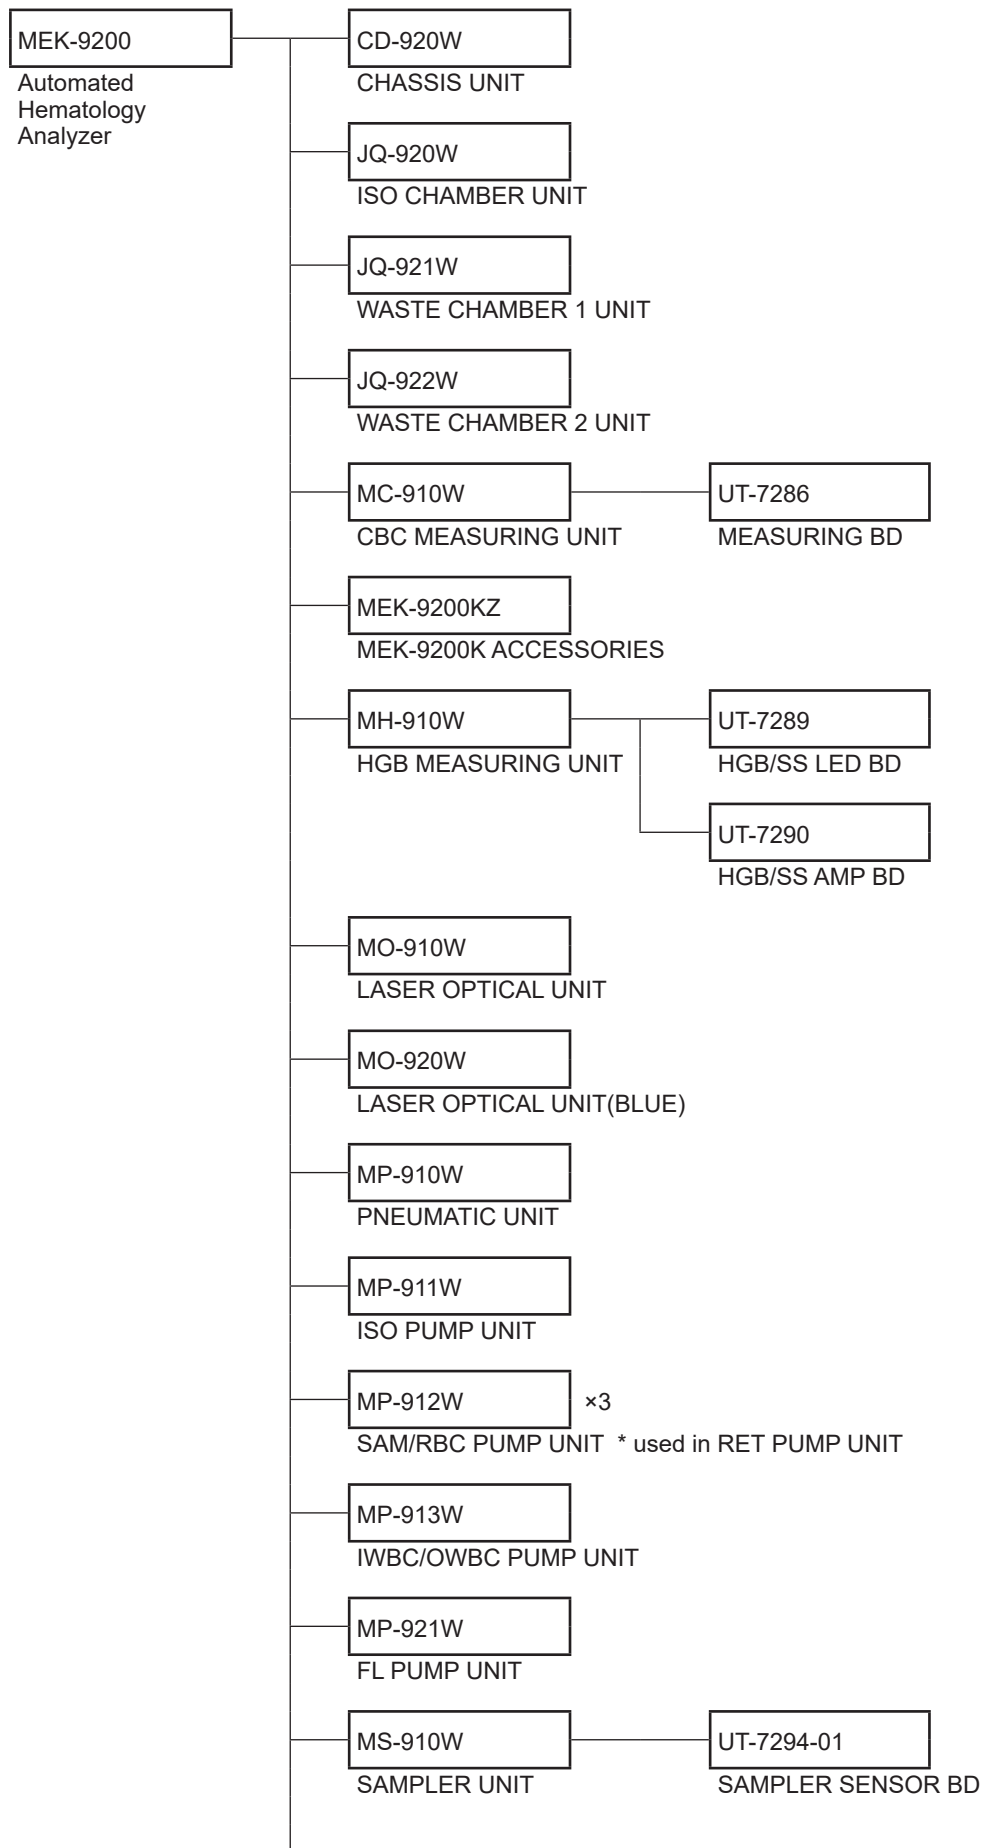 MEK-9200
Automated
Hematology
Analyzer
CD-920W
CHASSIS UNIT
JQ-920W
ISO CHAMBER UNIT
JQ-921W
WASTE CHAMBER 1 UNIT
JQ-922W
WASTE CHAMBER 2 UNIT
MC-910W
CBC MEASURING UNIT
UT-7286
MEASURING BD
MEK-9200KZ
MEK-9200K ACCESSORIES
MH-910W
HGB MEASURING UNIT
UT-7289
HGB/SS LED BD
UT-7290
HGB/SS AMP BD
MO-910W
LASER OPTICAL UNIT
MO-920W
LASER OPTICAL UNIT(BLUE)
MP-910W
PNEUMATIC UNIT
MP-911W
ISO PUMP UNIT
MP-912W ×3
SAM/RBC PUMP UNIT * used in RET PUMP UNIT
MP-913W
IWBC/OWBC PUMP UNIT
MP-921W
FL PUMP UNIT
MS-910W
SAMPLER UNIT
UT-7294-01
SAMPLER SENSOR BD